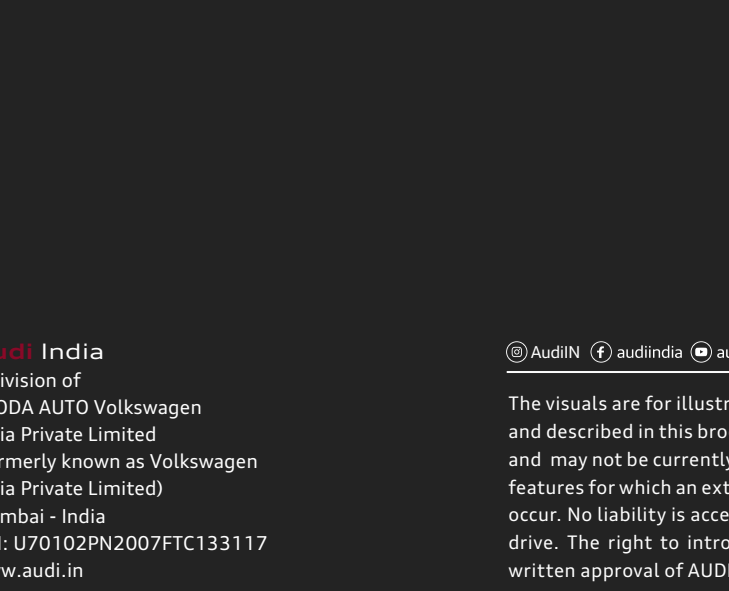 udi India
ivision of
ODA AUTO Volkswagen
ia Private Limited
rmerly known as Volkswagen
ia Private Limited)
mbai - India
: U70102PN2007FTC133117
w.audi.in
AudiIN audiindia au
The visuals are for illustr
and described in this bro
and may not be currently
features for which an ext
occur. No liability is acce
drive. The right to intro
written approval of AUDI